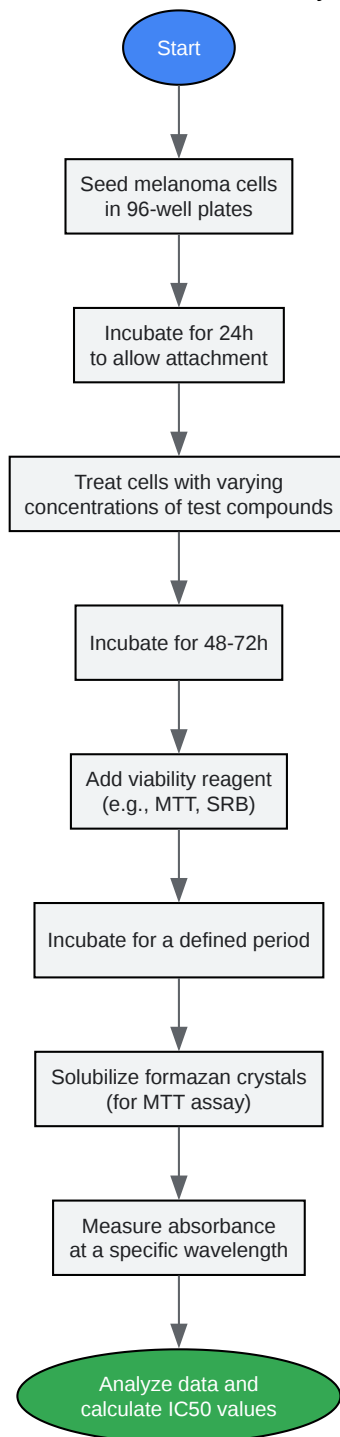 Start
Seed melanoma cells
in 96-well plates
Incubate for 24h
to allow attachment
Treat cells with varying
concentrations of test compounds
Incubate for 48-72h
Add viability reagent
(e.g., MTT, SRB)
Incubate for a defined period
Solubilize formazan crystals
(for MTT assay)
Measure absorbance
at a specific wavelength
Analyze data and
calculate IC50 values